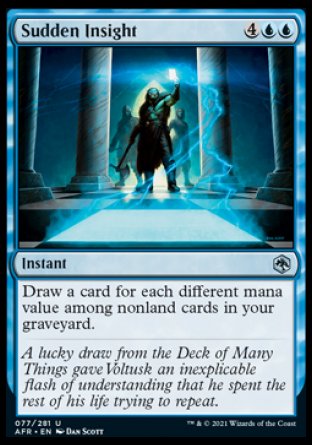 Sudden Insight 4
Instant
Draw a card for each different mana
value among nonland cards in your
graveyard.
A lucky draw from the Deck of Many
Things gave Voltusk an inexplicable
flash of understanding that he spent the
rest of his life trying to repeat.
077/281 U
AFR • EN Dan Scott
™ & © 2021 Wizards of the Coast